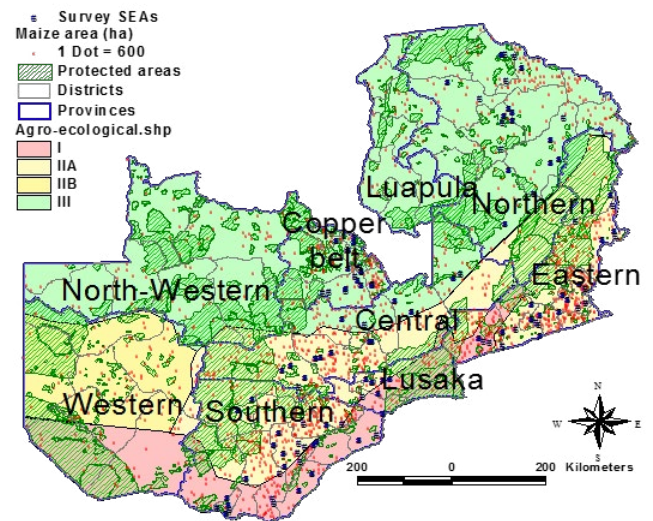 Survey SEAs
Maize area (ha)
1 Dot = 600
Protected areas
Districts
Provinces
Agro-ecological.shp
I
IIA
IIB
III
Luapula
Northern
Copper
belt
Eastern
North-Western
Central
Lusaka
Western
Southern
N
W E
S
200 0 200 Kilometers